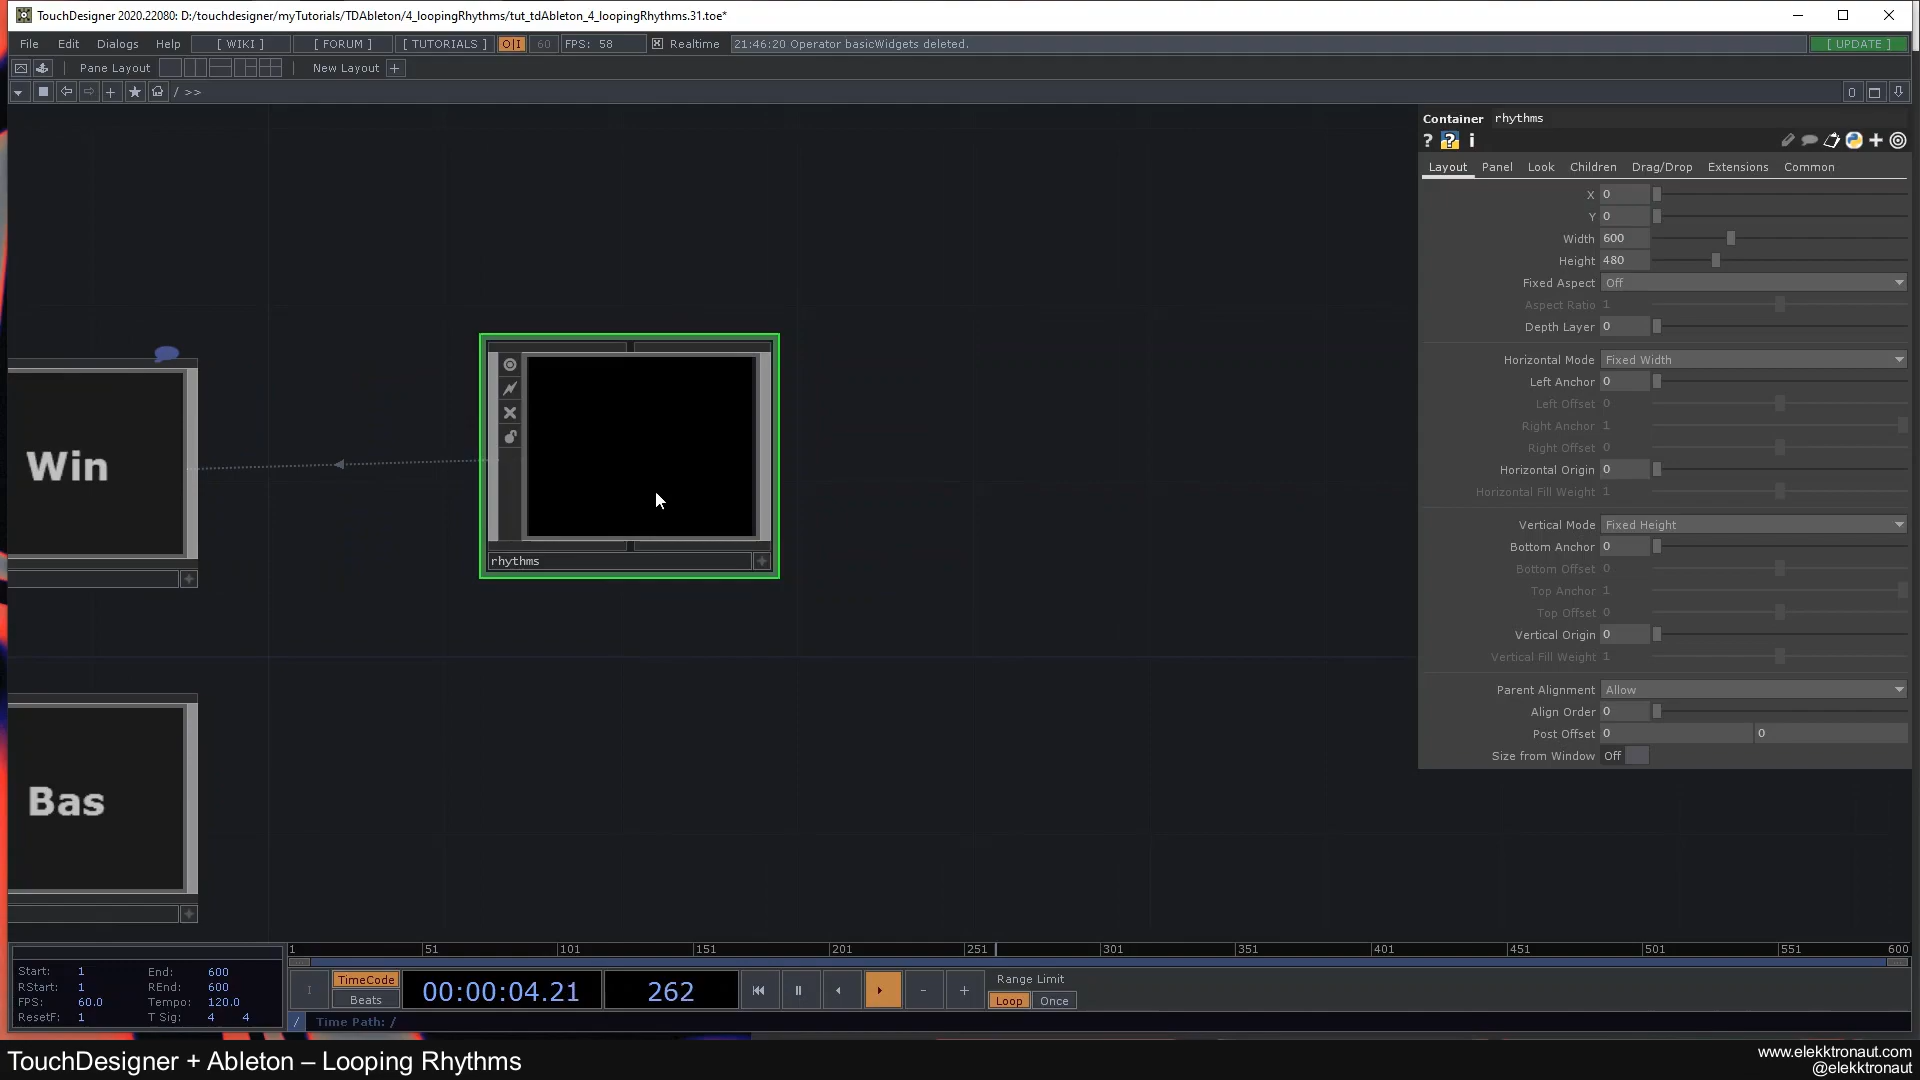 TouchDesigner 2020.22080: D:/touchdesigner/myTutorials/TDAbleton/4_loopingRhythms/tut_tdAbleton_4_loopingRhythms.31.toe*
File Edit Dialogs Help [ WIKI ] [ FORUM ] [ TUTORIALS ] O|I 60 FPS: 58 Realtime 21:46:20 Operator basicWidgets deleted. [ UPDATE ]
Pane Layout New Layout +
/ >> 0
Container rhythms
? ? i
Layout Panel Look Children Drag/Drop Extensions Common
X 0
Y 0
Width 600
Height 480
Fixed Aspect Off
Aspect Ratio 1
Depth Layer 0
Horizontal Mode Fixed Width
Left Anchor 0
Left Offset 0
Right Anchor 1
Right Offset 0
Horizontal Origin 0
Horizontal Fill Weight 1
Vertical Mode Fixed Height
Bottom Anchor 0
Bottom Offset 0
Top Anchor 1
Top Offset 0
Vertical Origin 0
Vertical Fill Weight 1
Parent Alignment Allow
Align Order 0
Post Offset 0 0
Size from Window Off
Win
rhythms
Bas
1 51 101 151 201 251 301 351 401 451 501 551 600
Start: 1 End: 600
RStart: 1 REnd: 600
FPS: 60.0 Tempo: 120.0
ResetF: 1 T Sig: 4 4
TimeCode
Beats
00:00:04.21
262
Range Limit
Loop Once
/ Time Path: /
TouchDesigner + Ableton – Looping Rhythms
www.elekktronaut.com
@elekktronaut